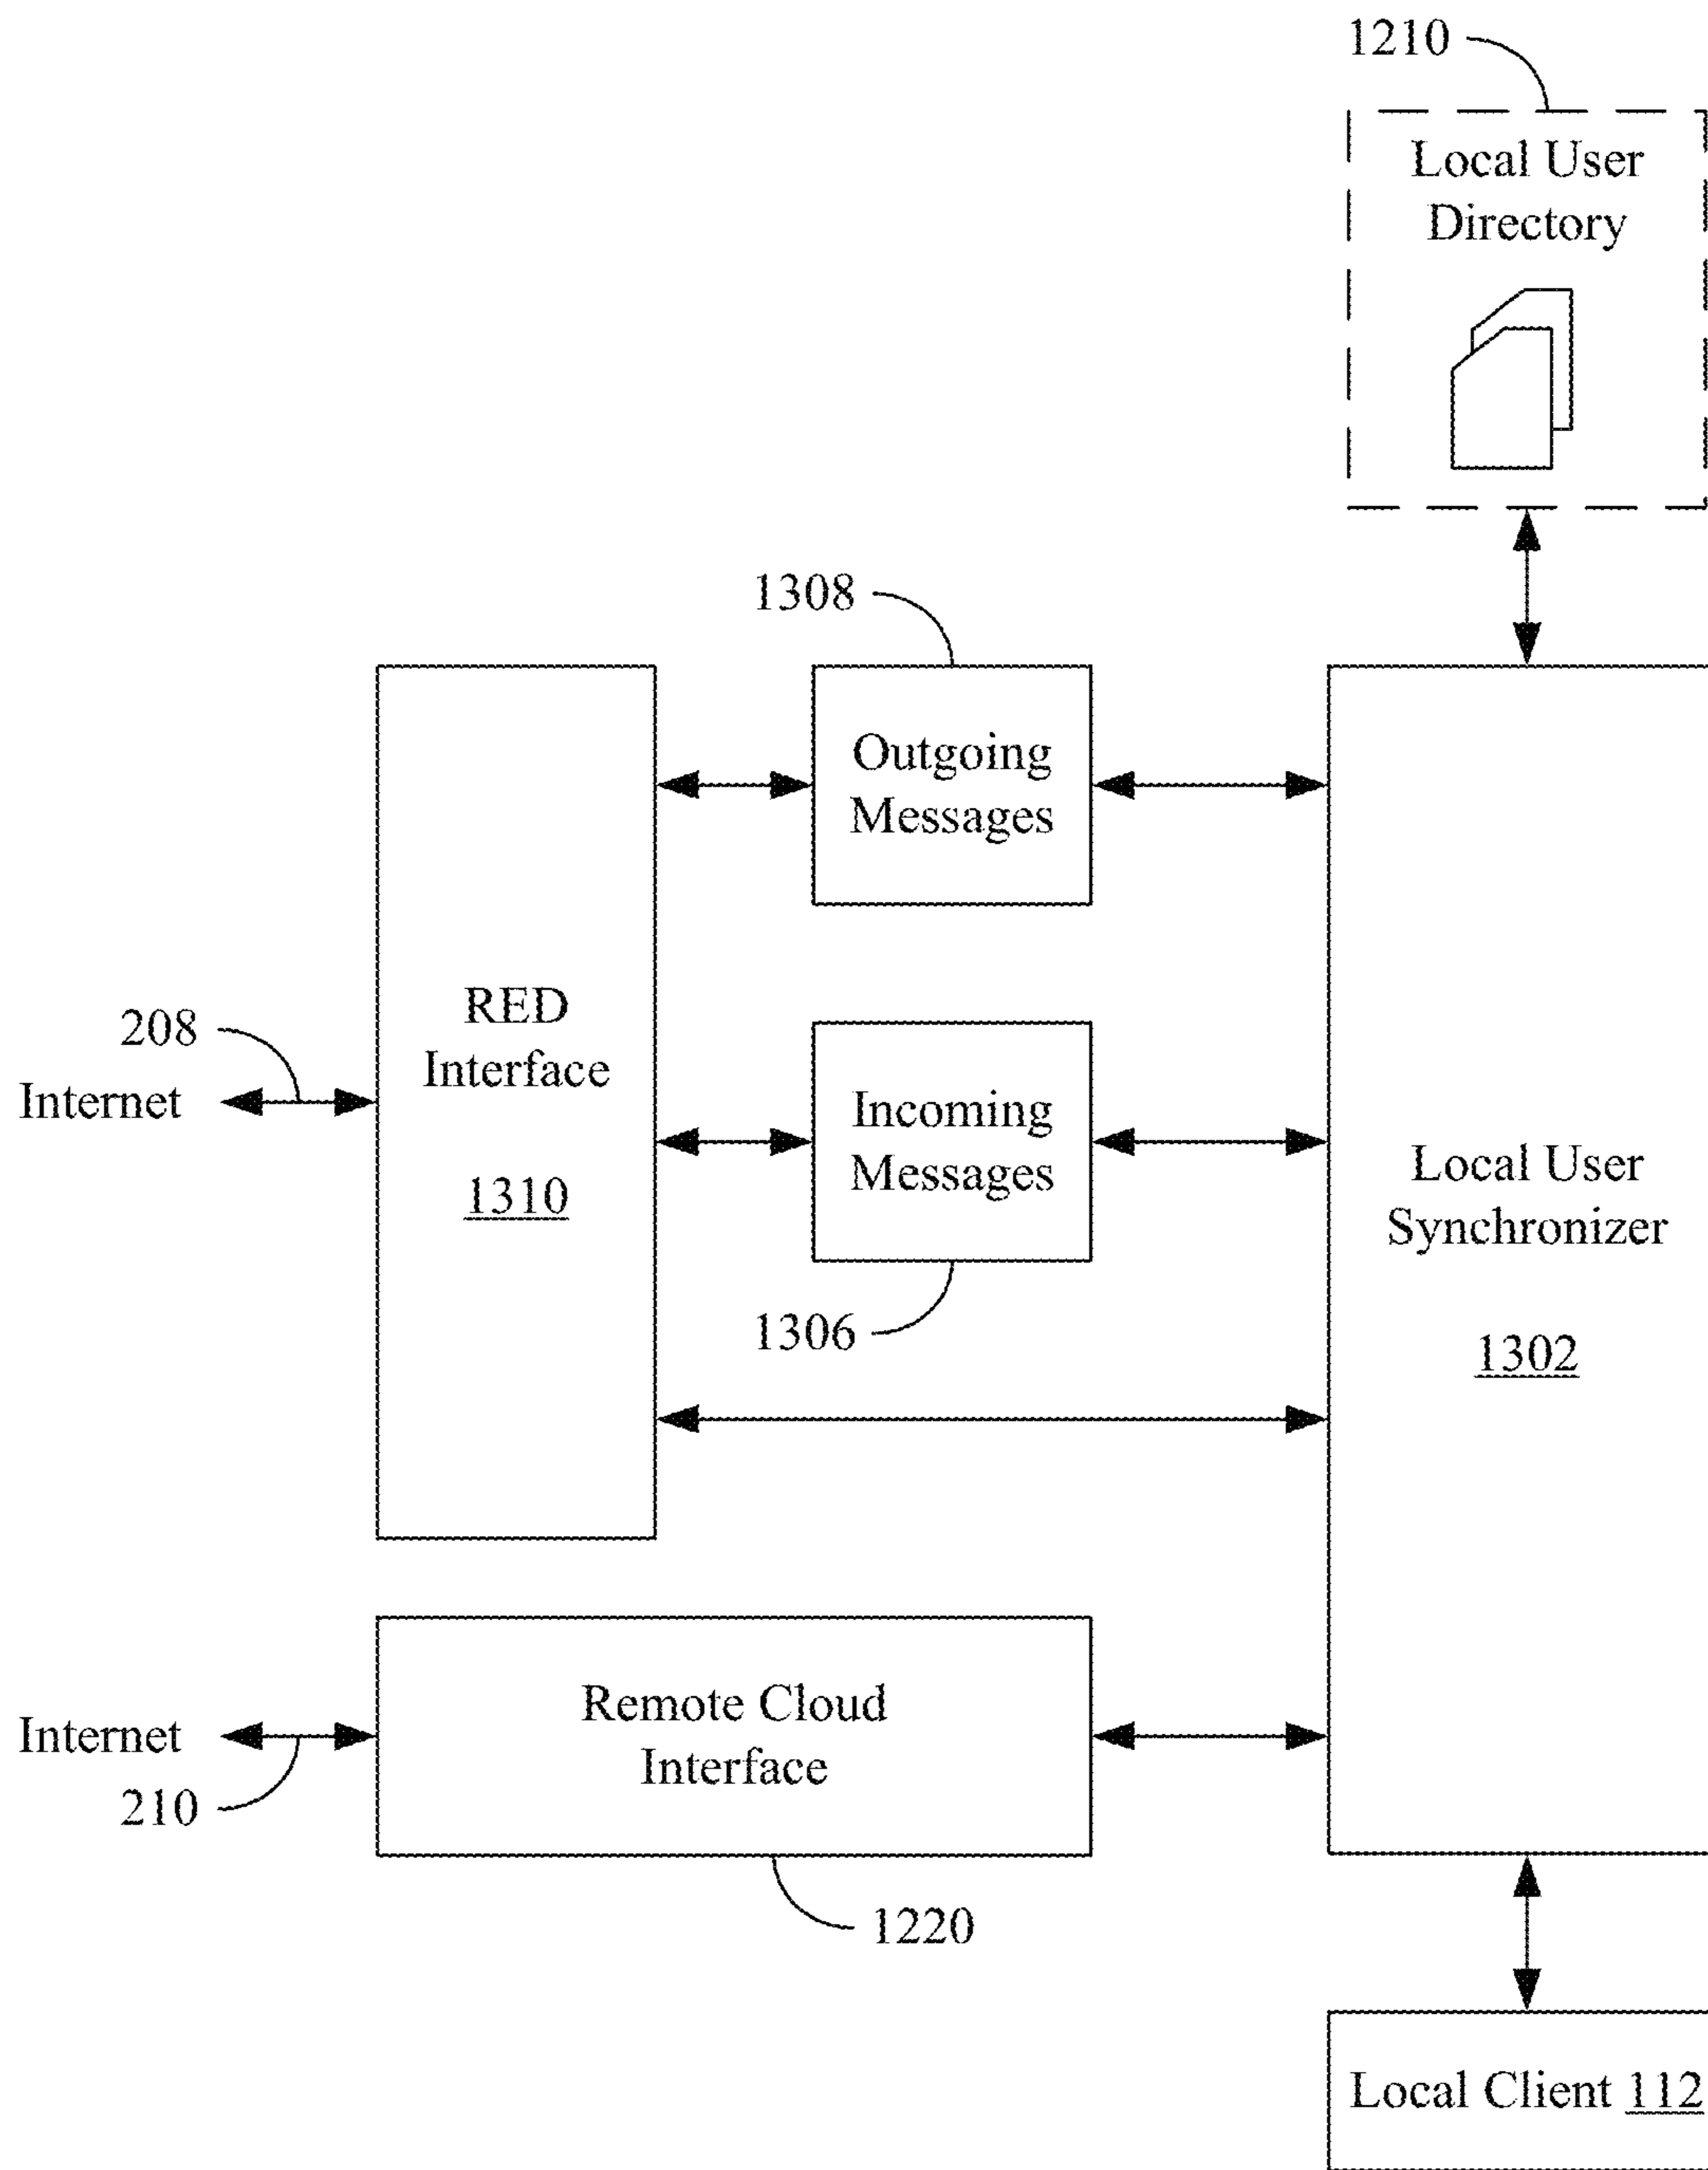 1210
Local User
Directory
1308
Outgoing
Messages
RED
Interface
1310
208
Internet
Incoming
Messages
1306
Local User
Synchronizer
1302
Remote Cloud
Interface
Internet
210
1220
Local Client 112